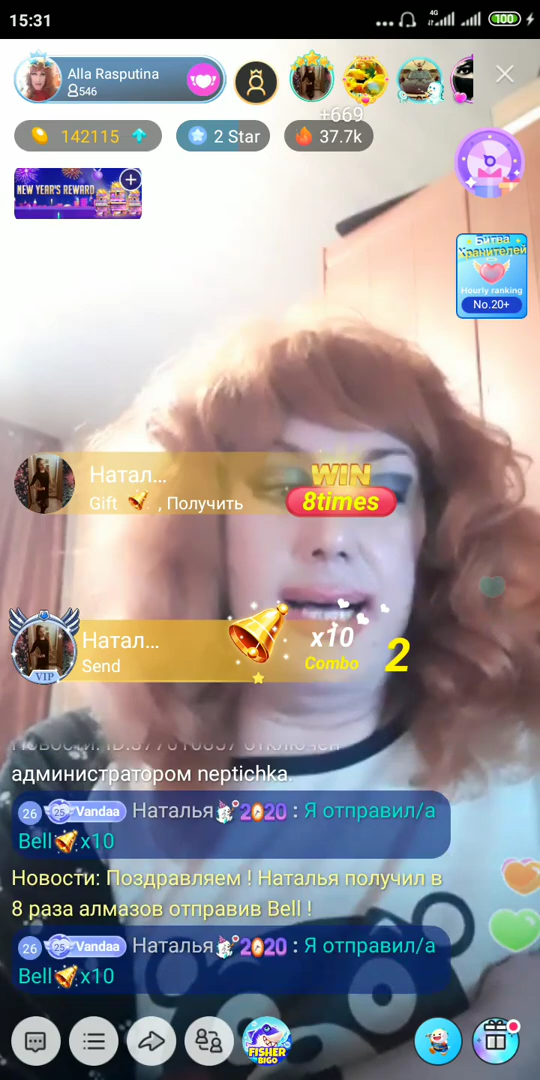 15:31
4G
100
Alla Rasputina
546
+669
142115
2 Star
37.7k
NEW YEAR'S REWARD
Битва
Хранителей
Hourly ranking
No.20+
Натал...
Gift , Получить
WIN
8times
Натал...
Send
VIP
x10
Combo
2
администратором neptichka.
26 25 Vandaa Наталья 2020 : Я отправил/а
Bell x10
Новости: Поздравляем ! Наталья получил в
8 раза алмазов отправив Bell !
26 25 Vandaa Наталья 2020 : Я отправил/а
Bell x10
FISHER
BIGO